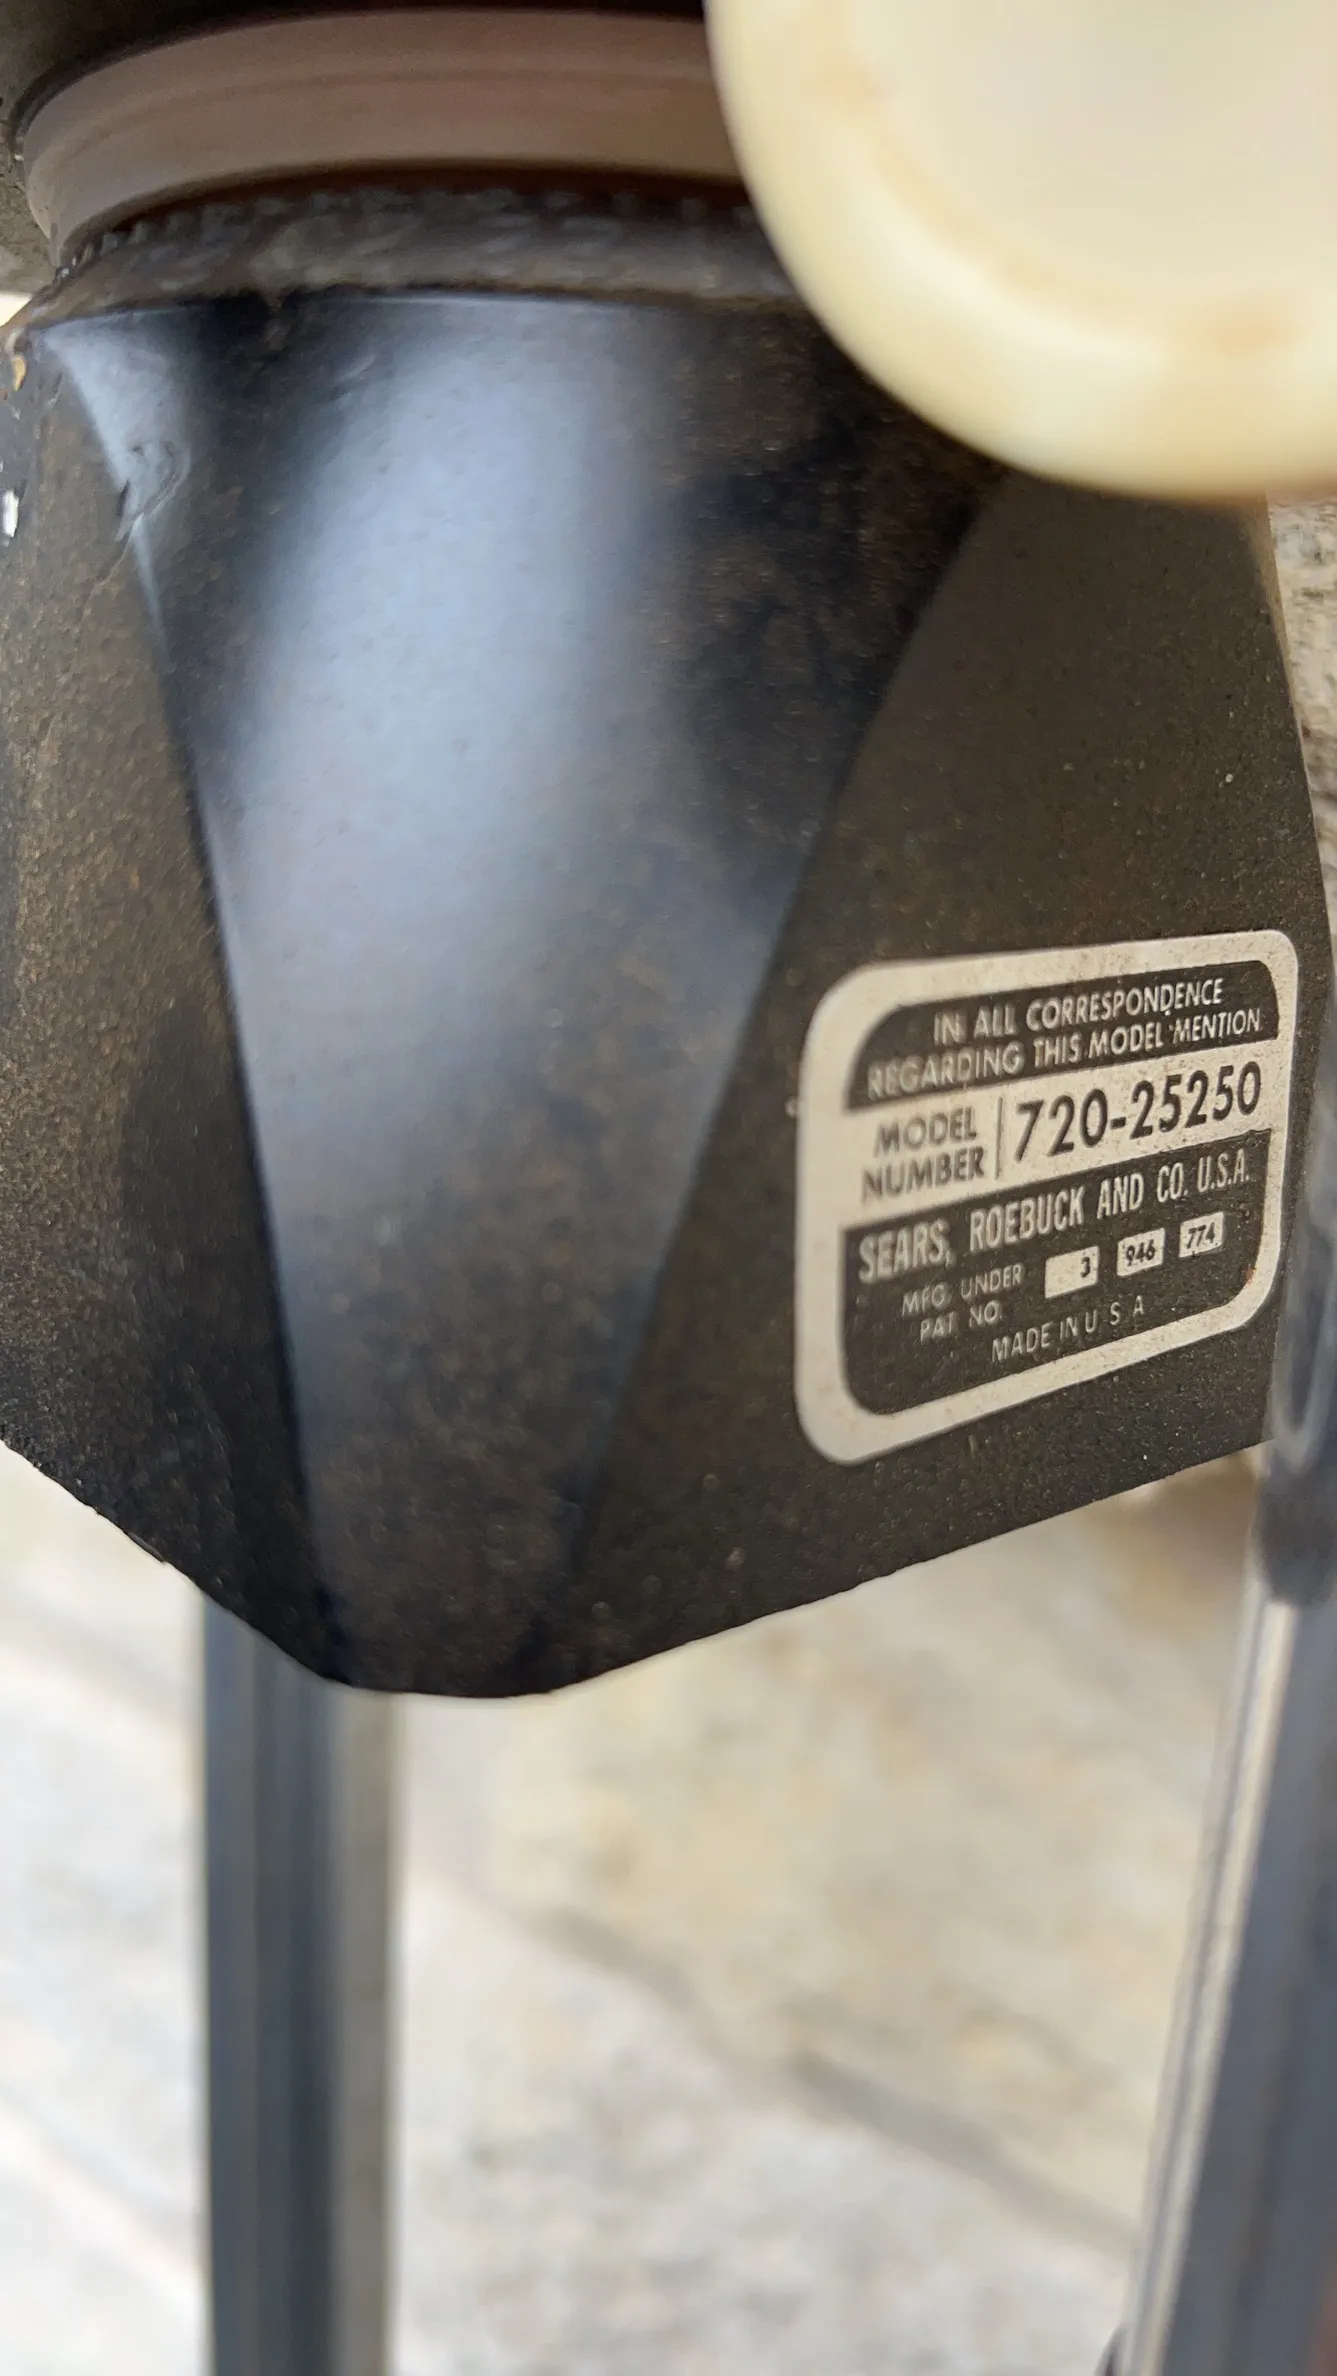 IN ALL CORRESPONDENCE
REGARDING THIS MODEL MENTION
MODEL NUMBER 720-25250
SEARS, ROEBUCK AND CO. U.S.A.
MFG. UNDER PAT. NO. 3 946 774
MADE IN U S A